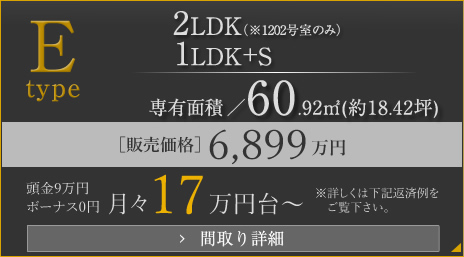 E
type
2LDK(※1202号室のみ)
1LDK+S
専有面積／60.92㎡(約18.42坪)
［販売価格］6,899万円
頭金9万円
ボーナス0円
月々17万円台～
※詳しくは下記返済例を
ご覧下さい。
› 間取り詳細